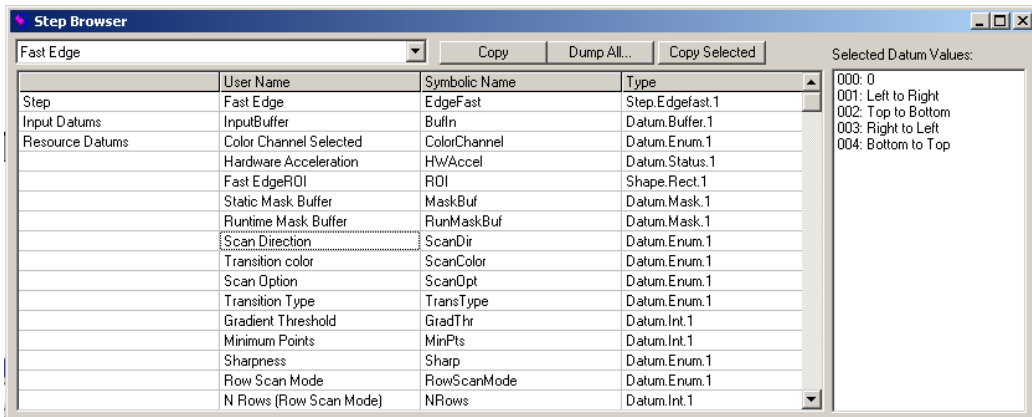 Step Browser
Fast Edge Copy Dump All... Copy Selected Selected Datum Values:
User Name Symbolic Name Type
Step Fast Edge EdgeFast Step.Edgefast.1
Input Datums InputBuffer BufIn Datum.Buffer.1
Resource Datums Color Channel Selected ColorChannel Datum.Enum.1
Hardware Acceleration HWAccel Datum.Status.1
Fast EdgeROI ROI Shape.Rect.1
Static Mask Buffer MaskBuf Datum.Mask.1
Runtime Mask Buffer RunMaskBuf Datum.Mask.1
Scan Direction ScanDir Datum.Enum.1
Transition color ScanColor Datum.Enum.1
Scan Option ScanOpt Datum.Enum.1
Transition Type TransType Datum.Enum.1
Gradient Threshold GradThr Datum.Int.1
Minimum Points MinPts Datum.Int.1
Sharpness Sharp Datum.Enum.1
Row Scan Mode RowScanMode Datum.Enum.1
N Rows (Row Scan Mode) NRows Datum.Int.1
000: 0
001: Left to Right
002: Top to Bottom
003: Right to Left
004: Bottom to Top